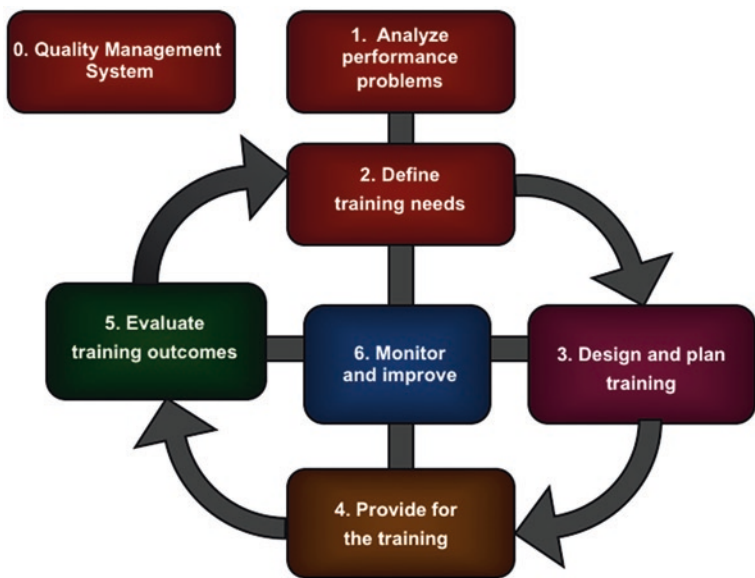 0. Quality Management
System
1. Analyze
performance
problems
2. Define
training needs
5. Evaluate
training outcomes
6. Monitor
and improve
3. Design and plan
training
4. Provide for
the training